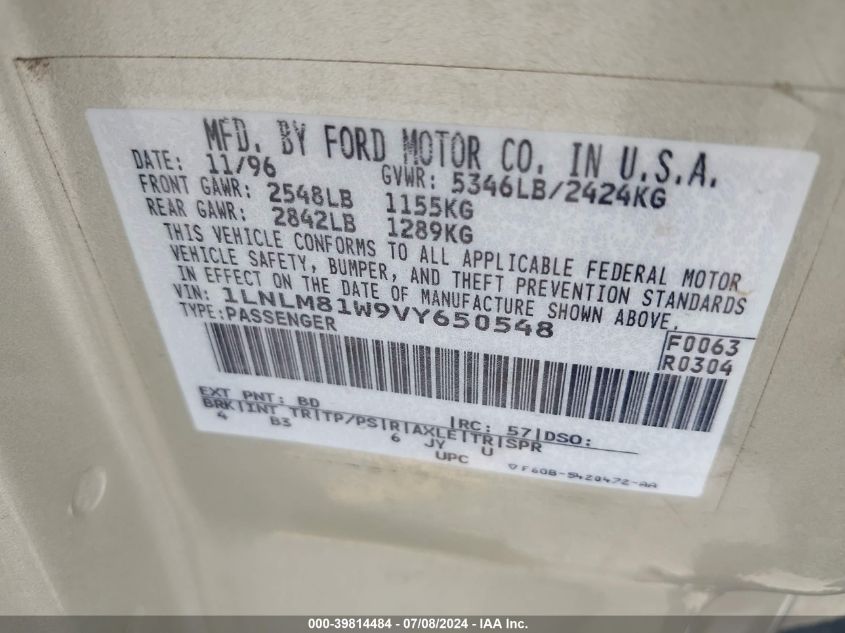 MFD. BY FORD MOTOR CO. IN U.S.A.
DATE: 11/96 GVWR: 5346LB/2424KG
FRONT GAWR: 2548LB 1155KG
REAR GAWR: 2842LB 1289KG
THIS VEHICLE CONFORMS TO ALL APPLICABLE FEDERAL MOTOR
VEHICLE SAFETY, BUMPER, AND THEFT PREVENTION STANDARDS
IN EFFECT ON THE DATE OF MANUFACTURE SHOWN ABOVE.
VIN: 1LNLM81W9VY650548
TYPE:PASSENGER
F0063
R0304
EXT PNT: BD RC: 57 DSO:
BRK INT TR TP/PS R AXLE TR SPR
4 B3 6 JY U
UPC
F60B-5420472-AA
000-39814484 - 07/08/2024 - IAA Inc.